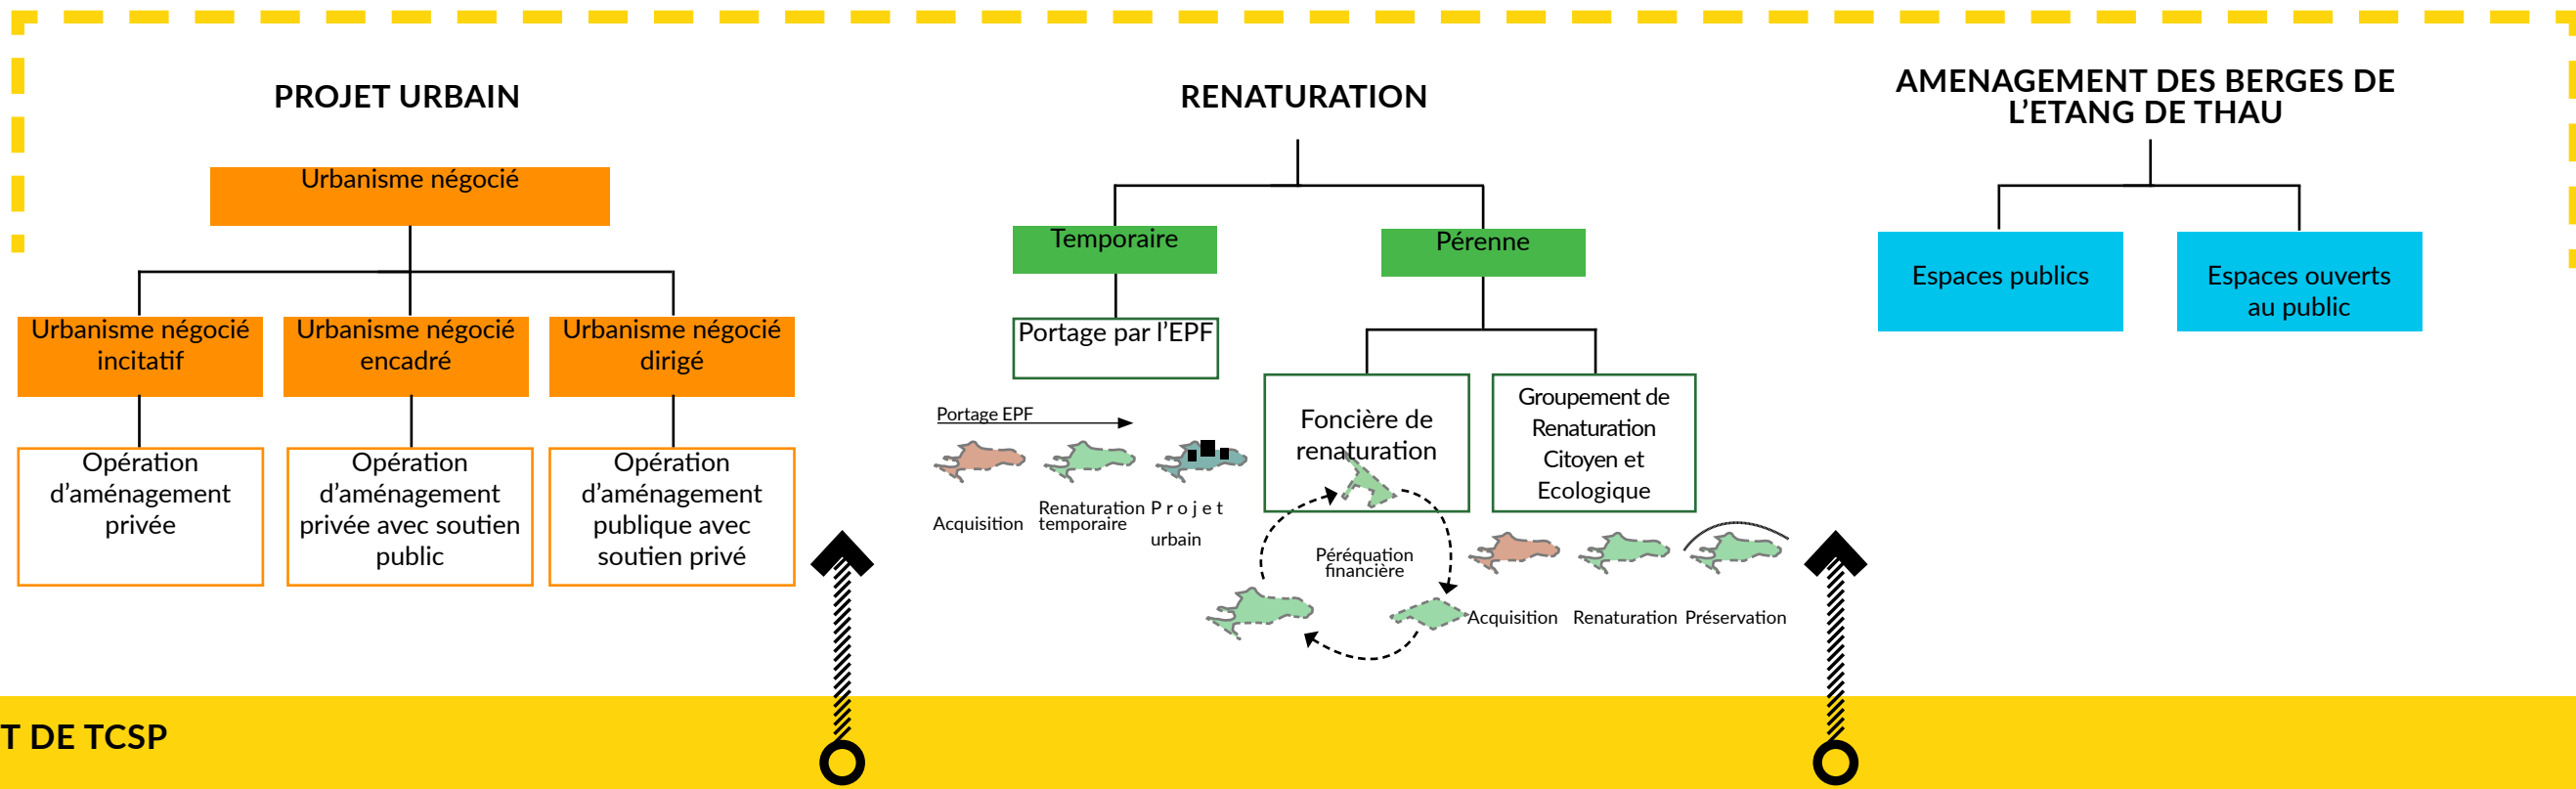 PROJET URBAIN
Urbanisme négocié
Urbanisme négocié
incitatif
Urbanisme négocié
encadré
Urbanisme négocié
dirigé
Opération
d’aménagement
privée
Opération
d’aménagement
privée avec soutien
public
Opération
d’aménagement
publique avec
soutien privé
RENATURATION
Temporaire
Pérenne
Portage par l’EPF
Portage EPF
Acquisition
Renaturation
temporaire
Projet
urbain
Foncière de
renaturation
Péréquation
financière
Groupement de
Renaturation
Citoyen et
Ecologique
Acquisition
Renaturation
Préservation
AMENAGEMENT DES BERGES DE
L’ETANG DE THAU
Espaces publics
Espaces ouverts
au public
T DE TCSP